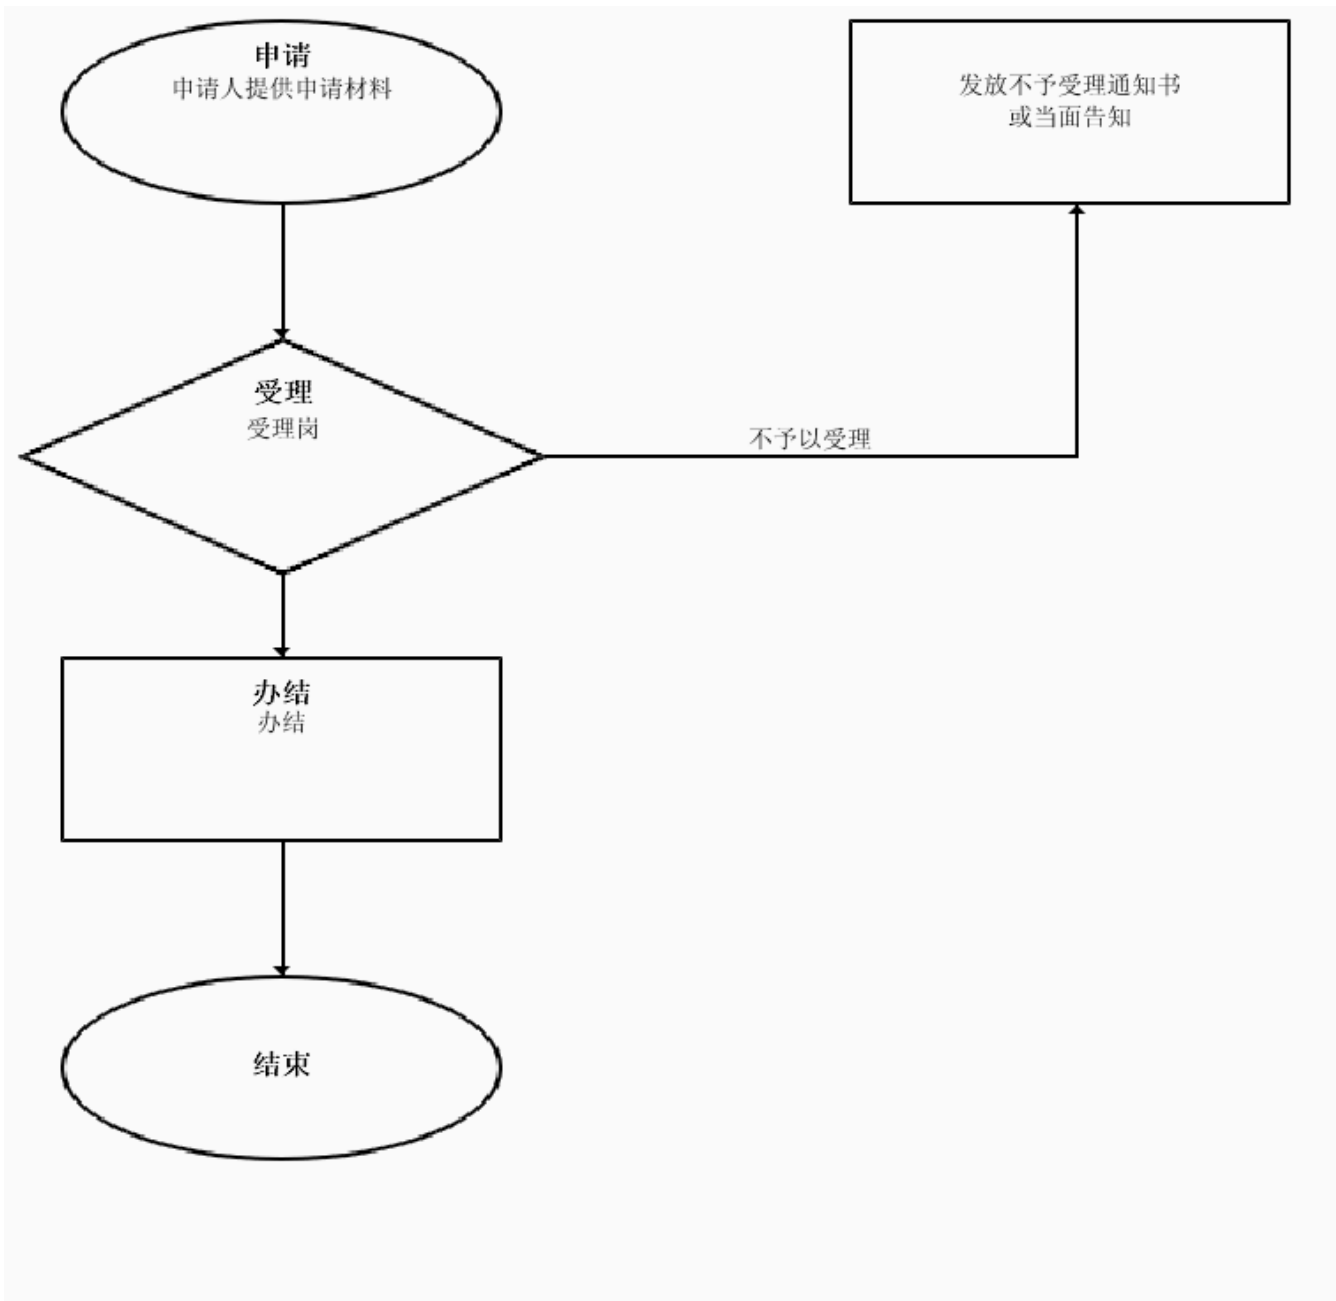 申请
申请人提供申请材料
发放不予受理通知书
或当面告知
受理
受理岗
不予以受理
办结
办结
结束